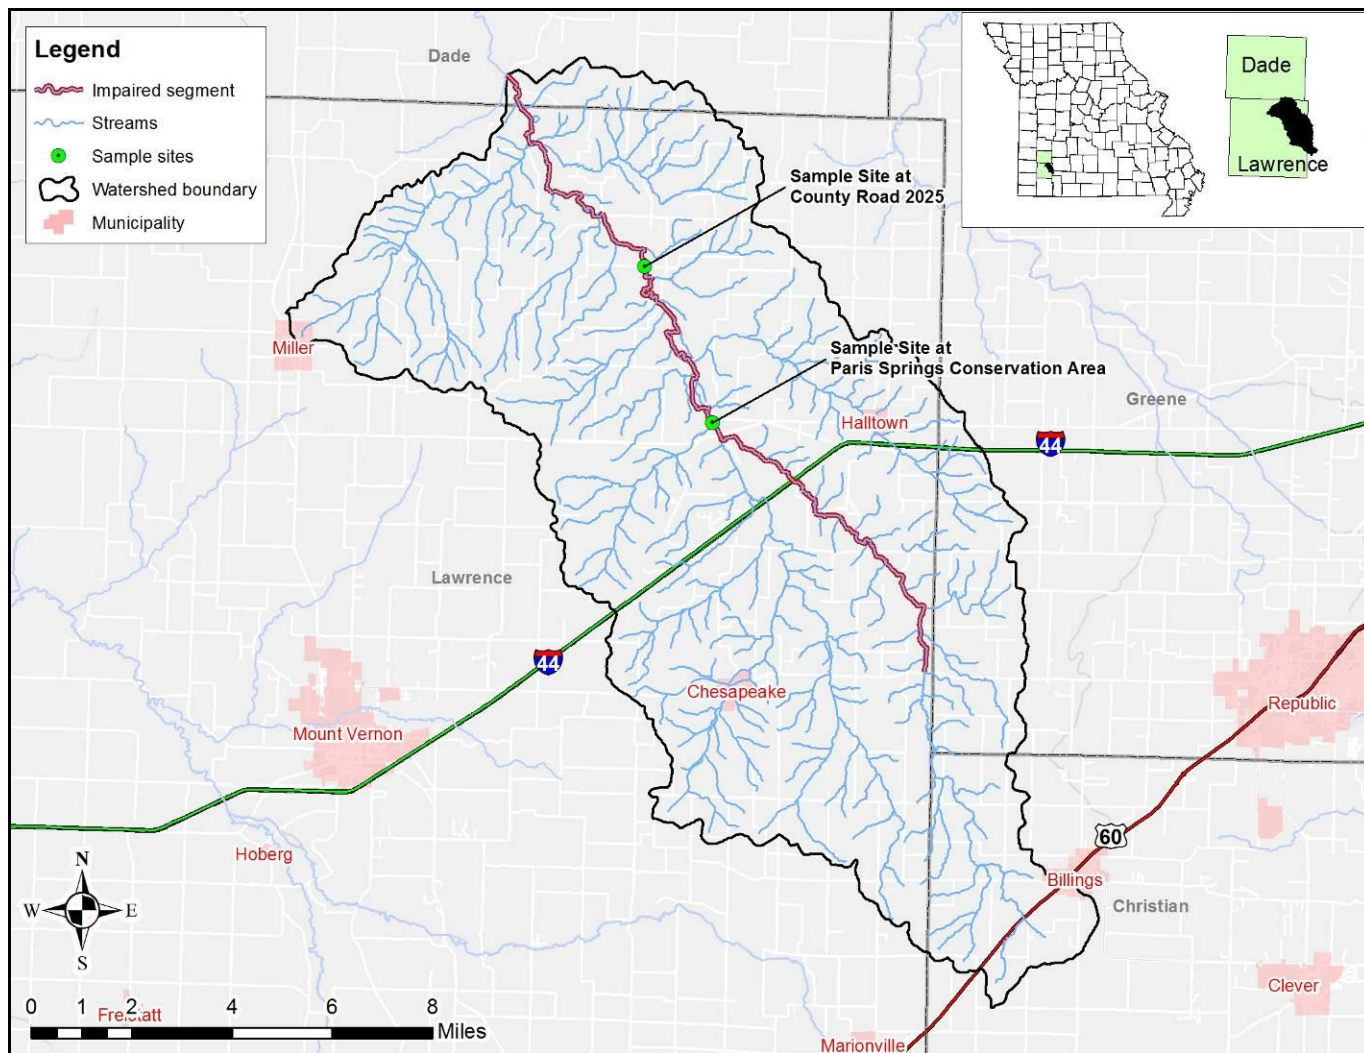 Legend
Impaired segment
Streams
Sample sites
Watershed boundary
Municipality
Dade
Dade
Lawrence
Sample Site at
County Road 2025
Miller
Sample Site at
Paris Springs Conservation Area
Halltown
Greene
44
Lawrence
44
Chesapeake
Mount Vernon
Republic
60
Hoberg
Billings
Christian
N
W
E
S
Clever
0 1 2 4 6 8
Miles
Freistatt
Marionville